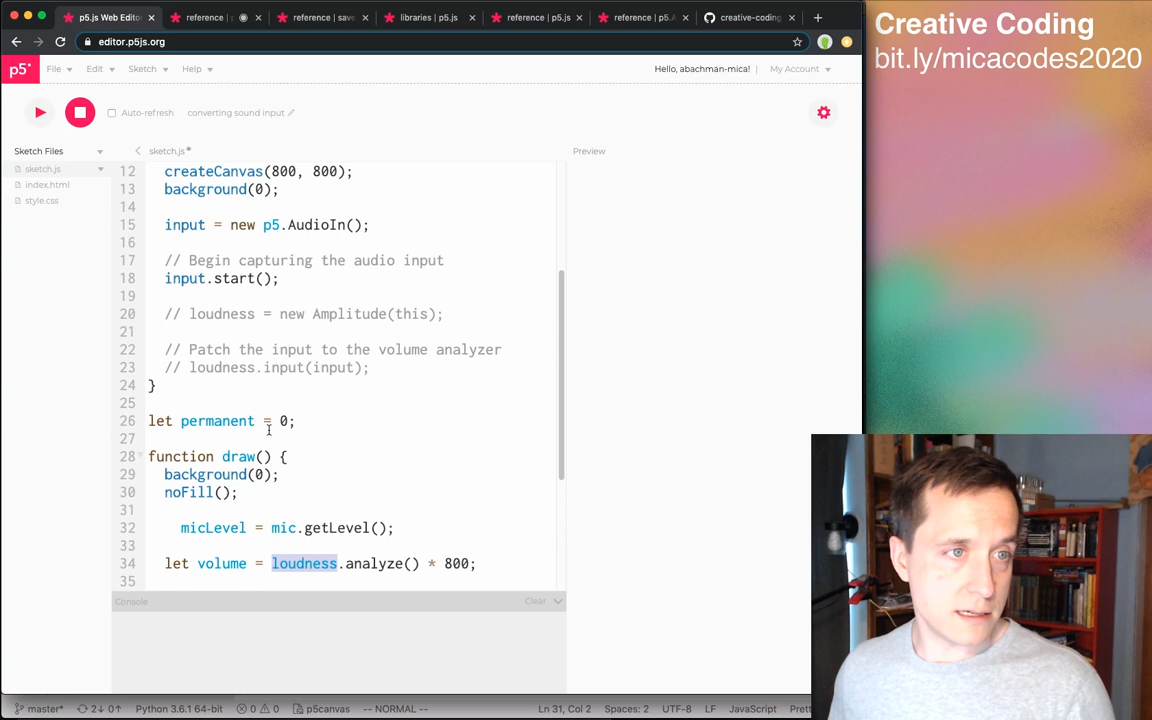 p5.js Web Editor
reference | p
reference | save
libraries | p5.js
reference | p5.js
reference | p5.A
creative-coding
editor.p5js.org
Creative Coding
bit.ly/micacodes2020
p5*
File
Edit
Sketch
Help
Hello, abachman-mica!
My Account
Auto-refresh
converting sound input
Sketch Files
sketch.js
Preview
sketch.js
index.html
style.css
12 createCanvas(800, 800);
13 background(0);
14
15 input = new p5.AudioIn();
16
17 // Begin capturing the audio input
18 input.start();
19
20 // loudness = new Amplitude(this);
21
22 // Patch the input to the volume analyzer
23 // loudness.input(input);
24 }
25
26 let permanent = 0;
27
28 function draw() {
29 background(0);
30 noFill();
31
32 micLevel = mic.getLevel();
33
34 let volume = loudness.analyze() * 800;
35
Console
Clear
master* 2↓ 0↑ Python 3.6.1 64-bit 0 0 p5canvas -- NORMAL -- Ln 31, Col 2 Spaces: 2 UTF-8 LF JavaScript Prett